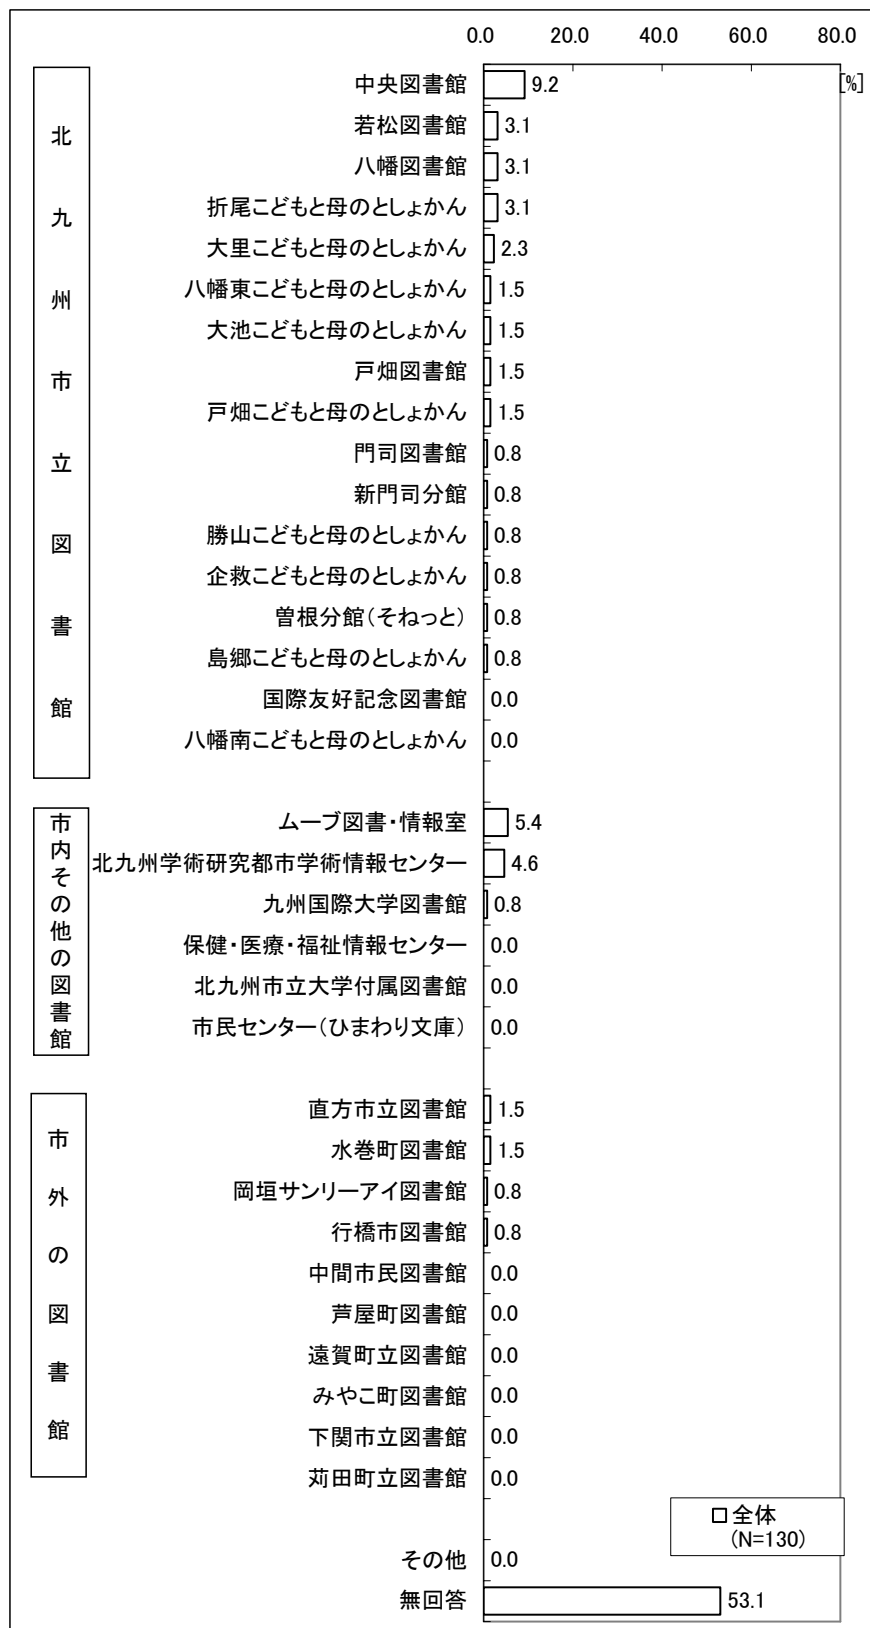 0.0 20.0 40.0 60.0 80.0
[%]
北九州市立図書館
中央図書館 9.2
若松図書館 3.1
八幡図書館 3.1
折尾こどもと母のとしょかん 3.1
大里こどもと母のとしょかん 2.3
八幡東こどもと母のとしょかん 1.5
大池こどもと母のとしょかん 1.5
戸畑図書館 1.5
戸畑こどもと母のとしょかん 1.5
門司図書館 0.8
新門司分館 0.8
勝山こどもと母のとしょかん 0.8
企救こどもと母のとしょかん 0.8
曽根分館(そねっと) 0.8
島郷こどもと母のとしょかん 0.8
国際友好記念図書館 0.0
八幡南こどもと母のとしょかん 0.0
市内その他の図書館
ムーブ図書・情報室 5.4
北九州学術研究都市学術情報センター 4.6
九州国際大学図書館 0.8
保健・医療・福祉情報センター 0.0
北九州市立大学付属図書館 0.0
市民センター(ひまわり文庫) 0.0
市外の図書館
直方市立図書館 1.5
水巻町図書館 1.5
岡垣サンリーアイ図書館 0.8
行橋市図書館 0.8
中間市民図書館 0.0
芦屋町図書館 0.0
遠賀町立図書館 0.0
みやこ町図書館 0.0
下関市立図書館 0.0
苅田町立図書館 0.0
その他 0.0
無回答 53.1
全体
(N=130)